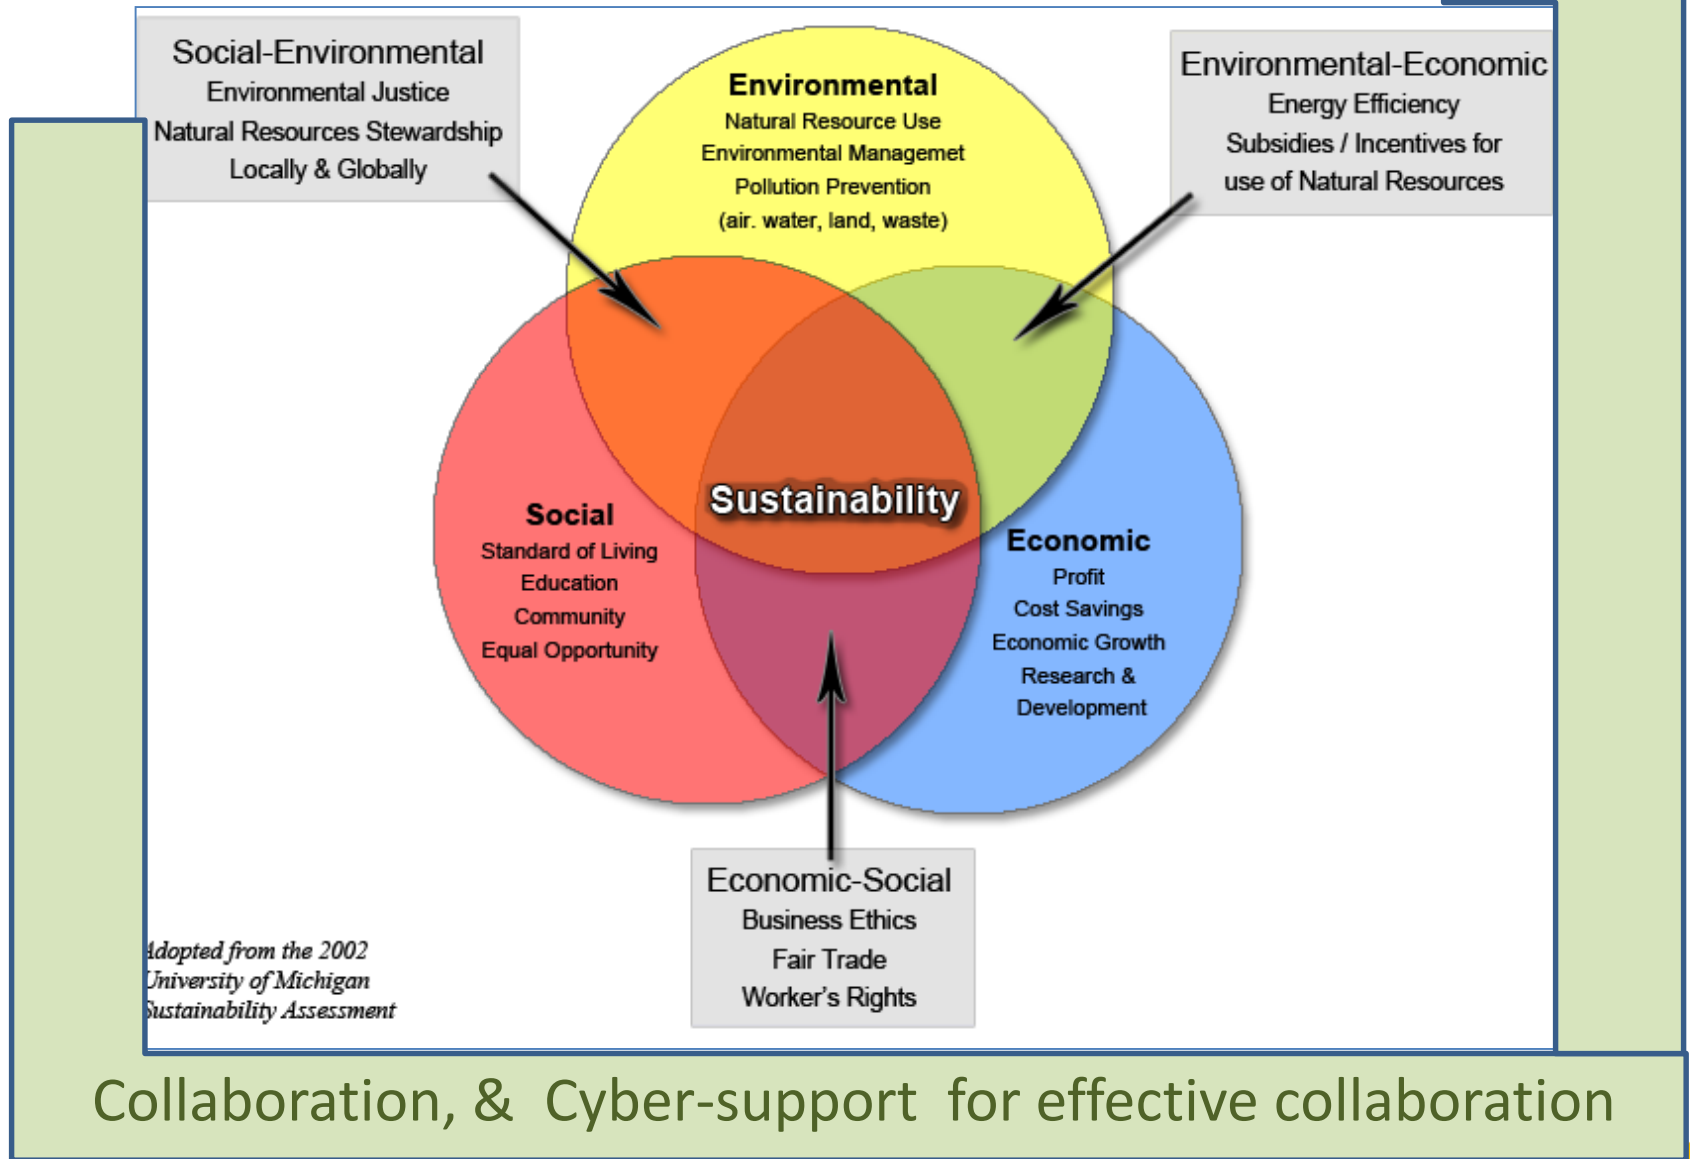 Social-Environmental
Environmental Justice
Natural Resources Stewardship
Locally & Globally
Environmental
Natural Resource Use
Environmental Managemet
Pollution Prevention
(air. water, land, waste)
Environmental-Economic
Energy Efficiency
Subsidies / Incentives for
use of Natural Resources
Sustainability
Social
Standard of Living
Education
Community
Equal Opportunity
Economic
Profit
Cost Savings
Economic Growth
Research &
Development
Economic-Social
Business Ethics
Fair Trade
Worker's Rights
Adopted from the 2002
University of Michigan
Sustainability Assessment
Collaboration, & Cyber-support for effective collaboration